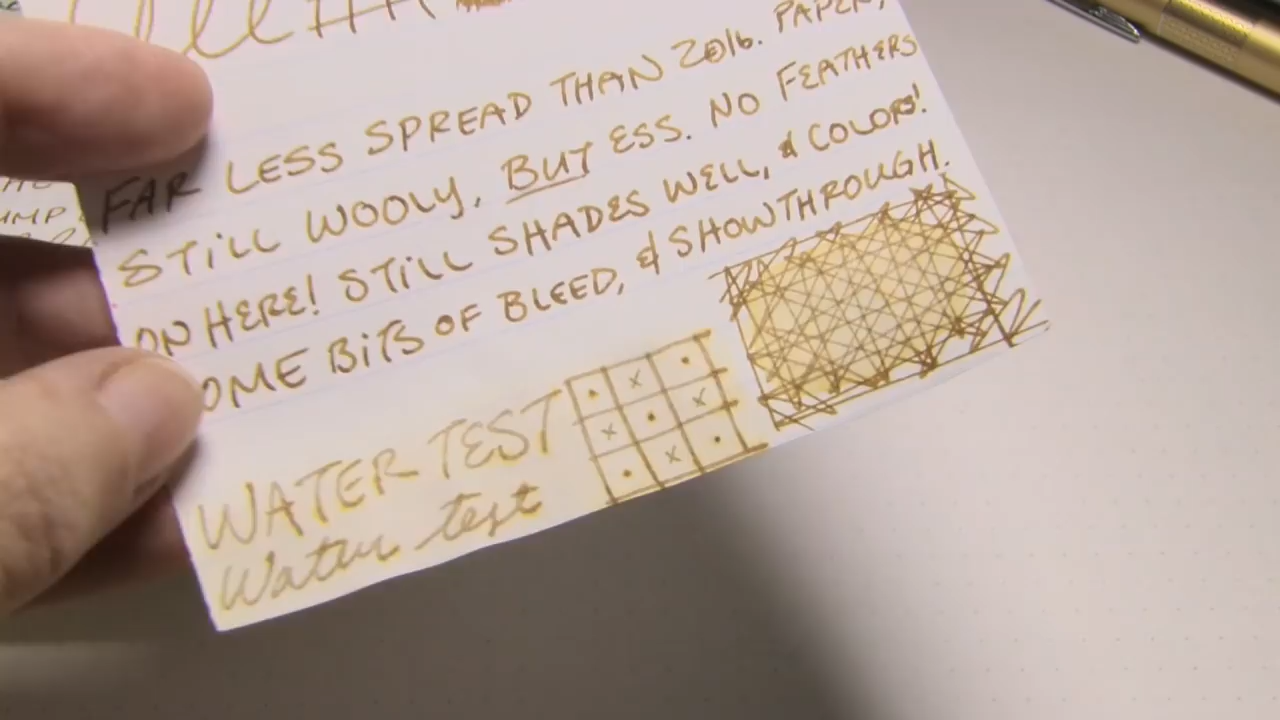 FAR LESS SPREAD THAN 2016. PAPER,
STILL WOOLY, BUT ESS. NO FEATHERS
ON HERE! STILL SHADES WELL, & COLORS!
OME BITS OF BLEED, & SHOWTHROUGH.
WATER TEST
Water test
UMP